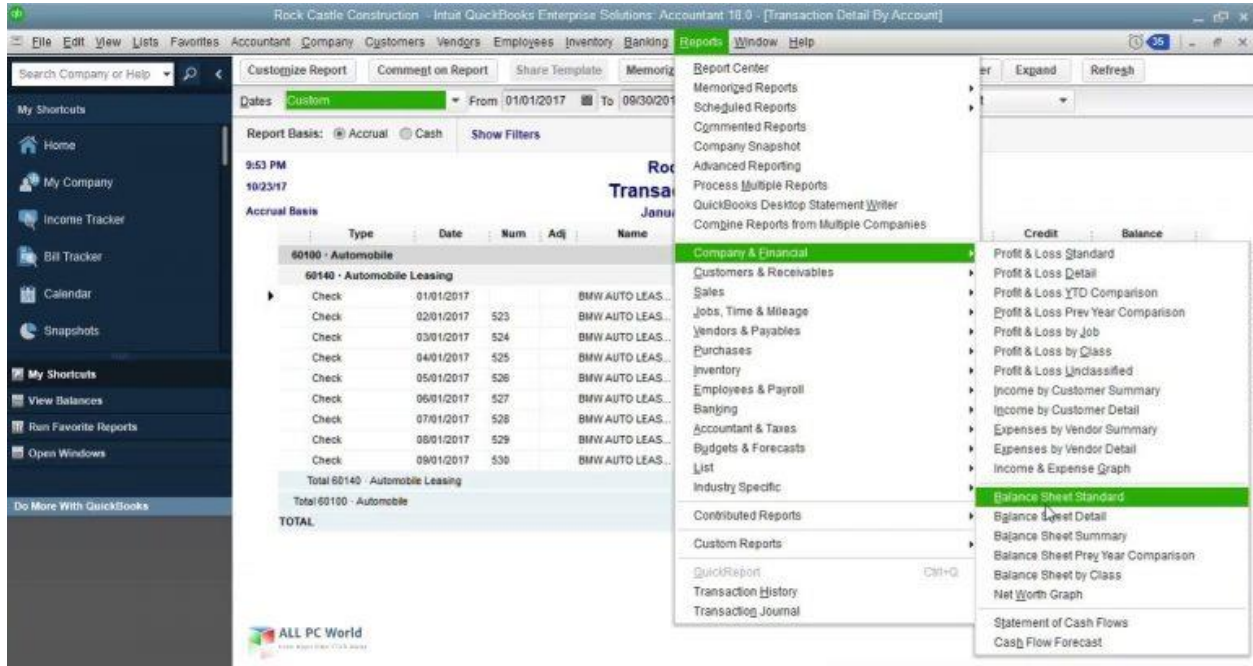 Rock Castle Construction - Intuit QuickBooks Enterprise Solutions: Accountant 18.0 - [Transaction Detail By Account]
File Edit View Lists Favorites Accountant Company Customers Vendors Employees Inventory Banking Reports Window Help
35
Search Company or Help
My Shortcuts
Home
My Company
Income Tracker
Bill Tracker
Calendar
Snapshots
My Shortcuts
View Balances
Run Favorite Reports
Open Windows
Do More With QuickBooks
Customize Report Comment on Report Share Template Memoriz er Expand Refresh
Dates Custom From 01/01/2017 To 09/30/201 t
Report Basis: Accrual Cash Show Filters
9:53 PM Roc
10/23/17 Transa
Accrual Basis Janua
Type Date Num Adj Name Credit Balance
60100 · Automobile
60140 · Automobile Leasing
Check 01/01/2017 BMW AUTO LEAS...
Check 02/01/2017 523 BMW AUTO LEAS...
Check 03/01/2017 524 BMW AUTO LEAS...
Check 04/01/2017 525 BMW AUTO LEAS...
Check 05/01/2017 526 BMW AUTO LEAS...
Check 06/01/2017 527 BMW AUTO LEAS...
Check 07/01/2017 528 BMW AUTO LEAS...
Check 08/01/2017 529 BMW AUTO LEAS...
Check 09/01/2017 530 BMW AUTO LEAS...
Total 60140 · Automobile Leasing
Total 60100 · Automobile
TOTAL
ALL PC World
Report Center
Memorized Reports
Scheduled Reports
Commented Reports
Company Snapshot
Advanced Reporting
Process Multiple Reports
QuickBooks Desktop Statement Writer
Combine Reports from Multiple Companies
Company & Financial
Customers & Receivables
Sales
Jobs, Time & Mileage
Vendors & Payables
Purchases
Inventory
Employees & Payroll
Banking
Accountant & Taxes
Budgets & Forecasts
List
Industry Specific
Contributed Reports
Custom Reports
QuickReport Ctrl+Q
Transaction History
Transaction Journal
Profit & Loss Standard
Profit & Loss Detail
Profit & Loss YTD Comparison
Profit & Loss Prev Year Comparison
Profit & Loss by Job
Profit & Loss by Class
Profit & Loss Unclassified
Income by Customer Summary
Income by Customer Detail
Expenses by Vendor Summary
Expenses by Vendor Detail
Income & Expense Graph
Balance Sheet Standard
Balance Sheet Detail
Balance Sheet Summary
Balance Sheet Prev Year Comparison
Balance Sheet by Class
Net Worth Graph
Statement of Cash Flows
Cash Flow Forecast